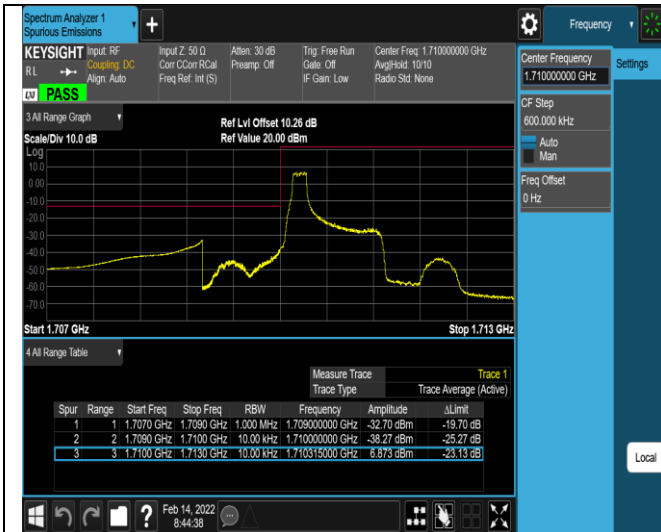 Spectrum Analyzer 1
Spurious Emissions
Frequency
KEYSIGHT
R L
LXI
PASS
Input: RF
Coupling: DC
Align: Auto
Input Z: 50 Ω
Corr CCorr RCal
Freq Ref: Int (S)
Atten: 30 dB
Preamp: Off
Trig: Free Run
Gate: Off
IF Gain: Low
Center Freq: 1.710000000 GHz
Avg|Hold: 10/10
Radio Std: None
Center Frequency
1.710000000 GHz
Settings
CF Step
600.000 kHz
Auto
Man
Freq Offset
0 Hz
3 All Range Graph
Scale/Div 10.0 dB
Ref Lvl Offset 10.26 dB
Ref Value 20.00 dBm
Log
10.0
0.00
-10.0
-20.0
-30.0
-40.0
-50.0
-60.0
-70.0
Start 1.707 GHz
Stop 1.713 GHz
4 All Range Table
Measure Trace Trace 1
Trace Type Trace Average (Active)
Spur Range Start Freq Stop Freq RBW Frequency Amplitude ΔLimit
1 1 1.7070 GHz 1.7090 GHz 1.000 MHz 1.709000000 GHz -32.70 dBm -19.70 dB
2 2 1.7090 GHz 1.7100 GHz 10.00 kHz 1.710000000 GHz -38.27 dBm -25.27 dB
3 3 1.7100 GHz 1.7130 GHz 10.00 kHz 1.710315000 GHz 6.873 dBm -23.13 dB
Local
Feb 14, 2022
8:44:38